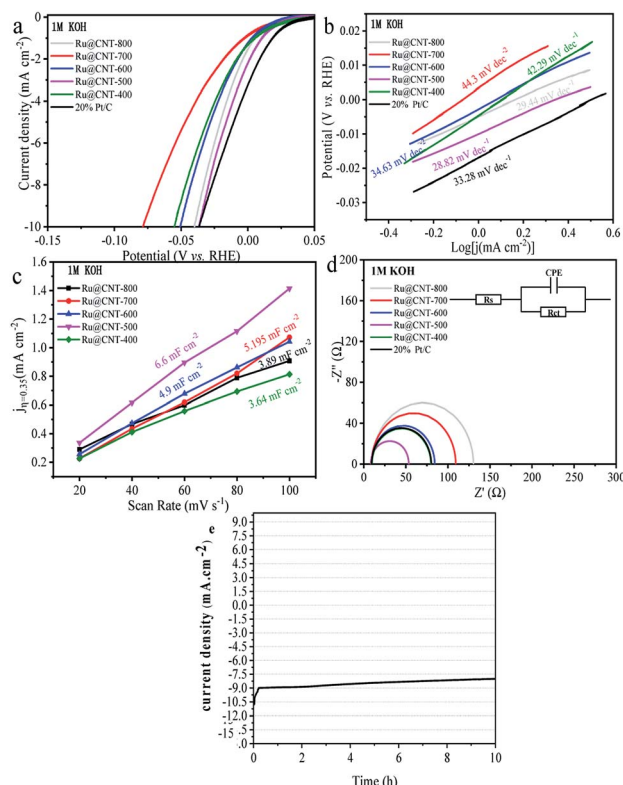 a
1M KOH
Ru@CNT-800
Ru@CNT-700
Ru@CNT-600
Ru@CNT-500
Ru@CNT-400
20% Pt/C
Current density (mA cm⁻²)
0
-2
-4
-6
-8
-10
-0.15 -0.10 -0.05 0.00 0.05
Potential (V vs. RHE)
b
1M KOH
Ru@CNT-800
Ru@CNT-700
Ru@CNT-600
Ru@CNT-500
Ru@CNT-400
20% Pt/C
44.3 mV dec⁻²
42.29 mV dec⁻¹
29.44 mV dec⁻¹
34.63 mV dec⁻²
28.82 mV dec⁻¹
33.28 mV dec⁻¹
Potential (V vs. RHE)
0.02
0.01
0.00
-0.01
-0.02
-0.03
-0.4 -0.2 0.0 0.2 0.4 0.6
Log[j(mA cm⁻²]
c
1M KOH
Ru@CNT-800
Ru@CNT-700
Ru@CNT-600
Ru@CNT-500
Ru@CNT-400
6.6 mF cm⁻²
5.195 mF cm⁻²
4.9 mF cm⁻²
3.89 mF cm⁻²
3.64 mF cm⁻²
j η=0.35(mA cm⁻²)
1.4
1.2
1.0
0.8
0.6
0.4
0.2
20 40 60 80 100
Scan Rate (mV s⁻¹)
d
1M KOH
Ru@CNT-800
Ru@CNT-700
Ru@CNT-600
Ru@CNT-500
Ru@CNT-400
20% Pt/C
CPE
Rs
Rct
-Z'' (Ω)
200
160
120
80
40
0
0 50 100 150 200 250 300
Z' (Ω)
e
current density (mA.cm⁻²)
9.0
7.5
6.0
4.5
3.0
1.5
0.0
-1.5
-3.0
-4.5
-6.0
-7.5
-9.0
-10.5
-12.5
0 2 4 6 8 10
Time (h)